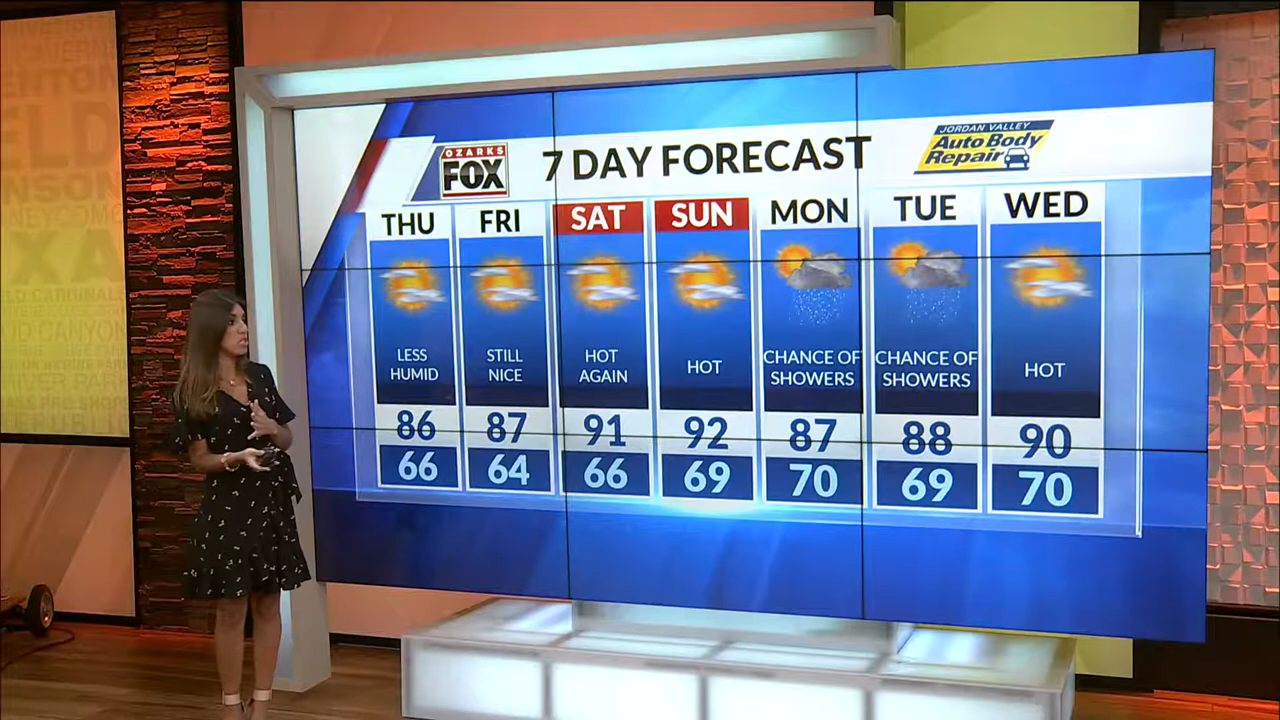 OZARKS
FOX
7 DAY FORECAST
JORDAN VALLEY
Auto Body
Repair
THU
FRI
SAT
SUN
MON
TUE
WED
LESS
HUMID
STILL
NICE
HOT
AGAIN
HOT
CHANCE OF
SHOWERS
CHANCE OF
SHOWERS
HOT
86
87
91
92
87
88
90
66
64
66
69
70
69
70
CARDINAL
CANYON